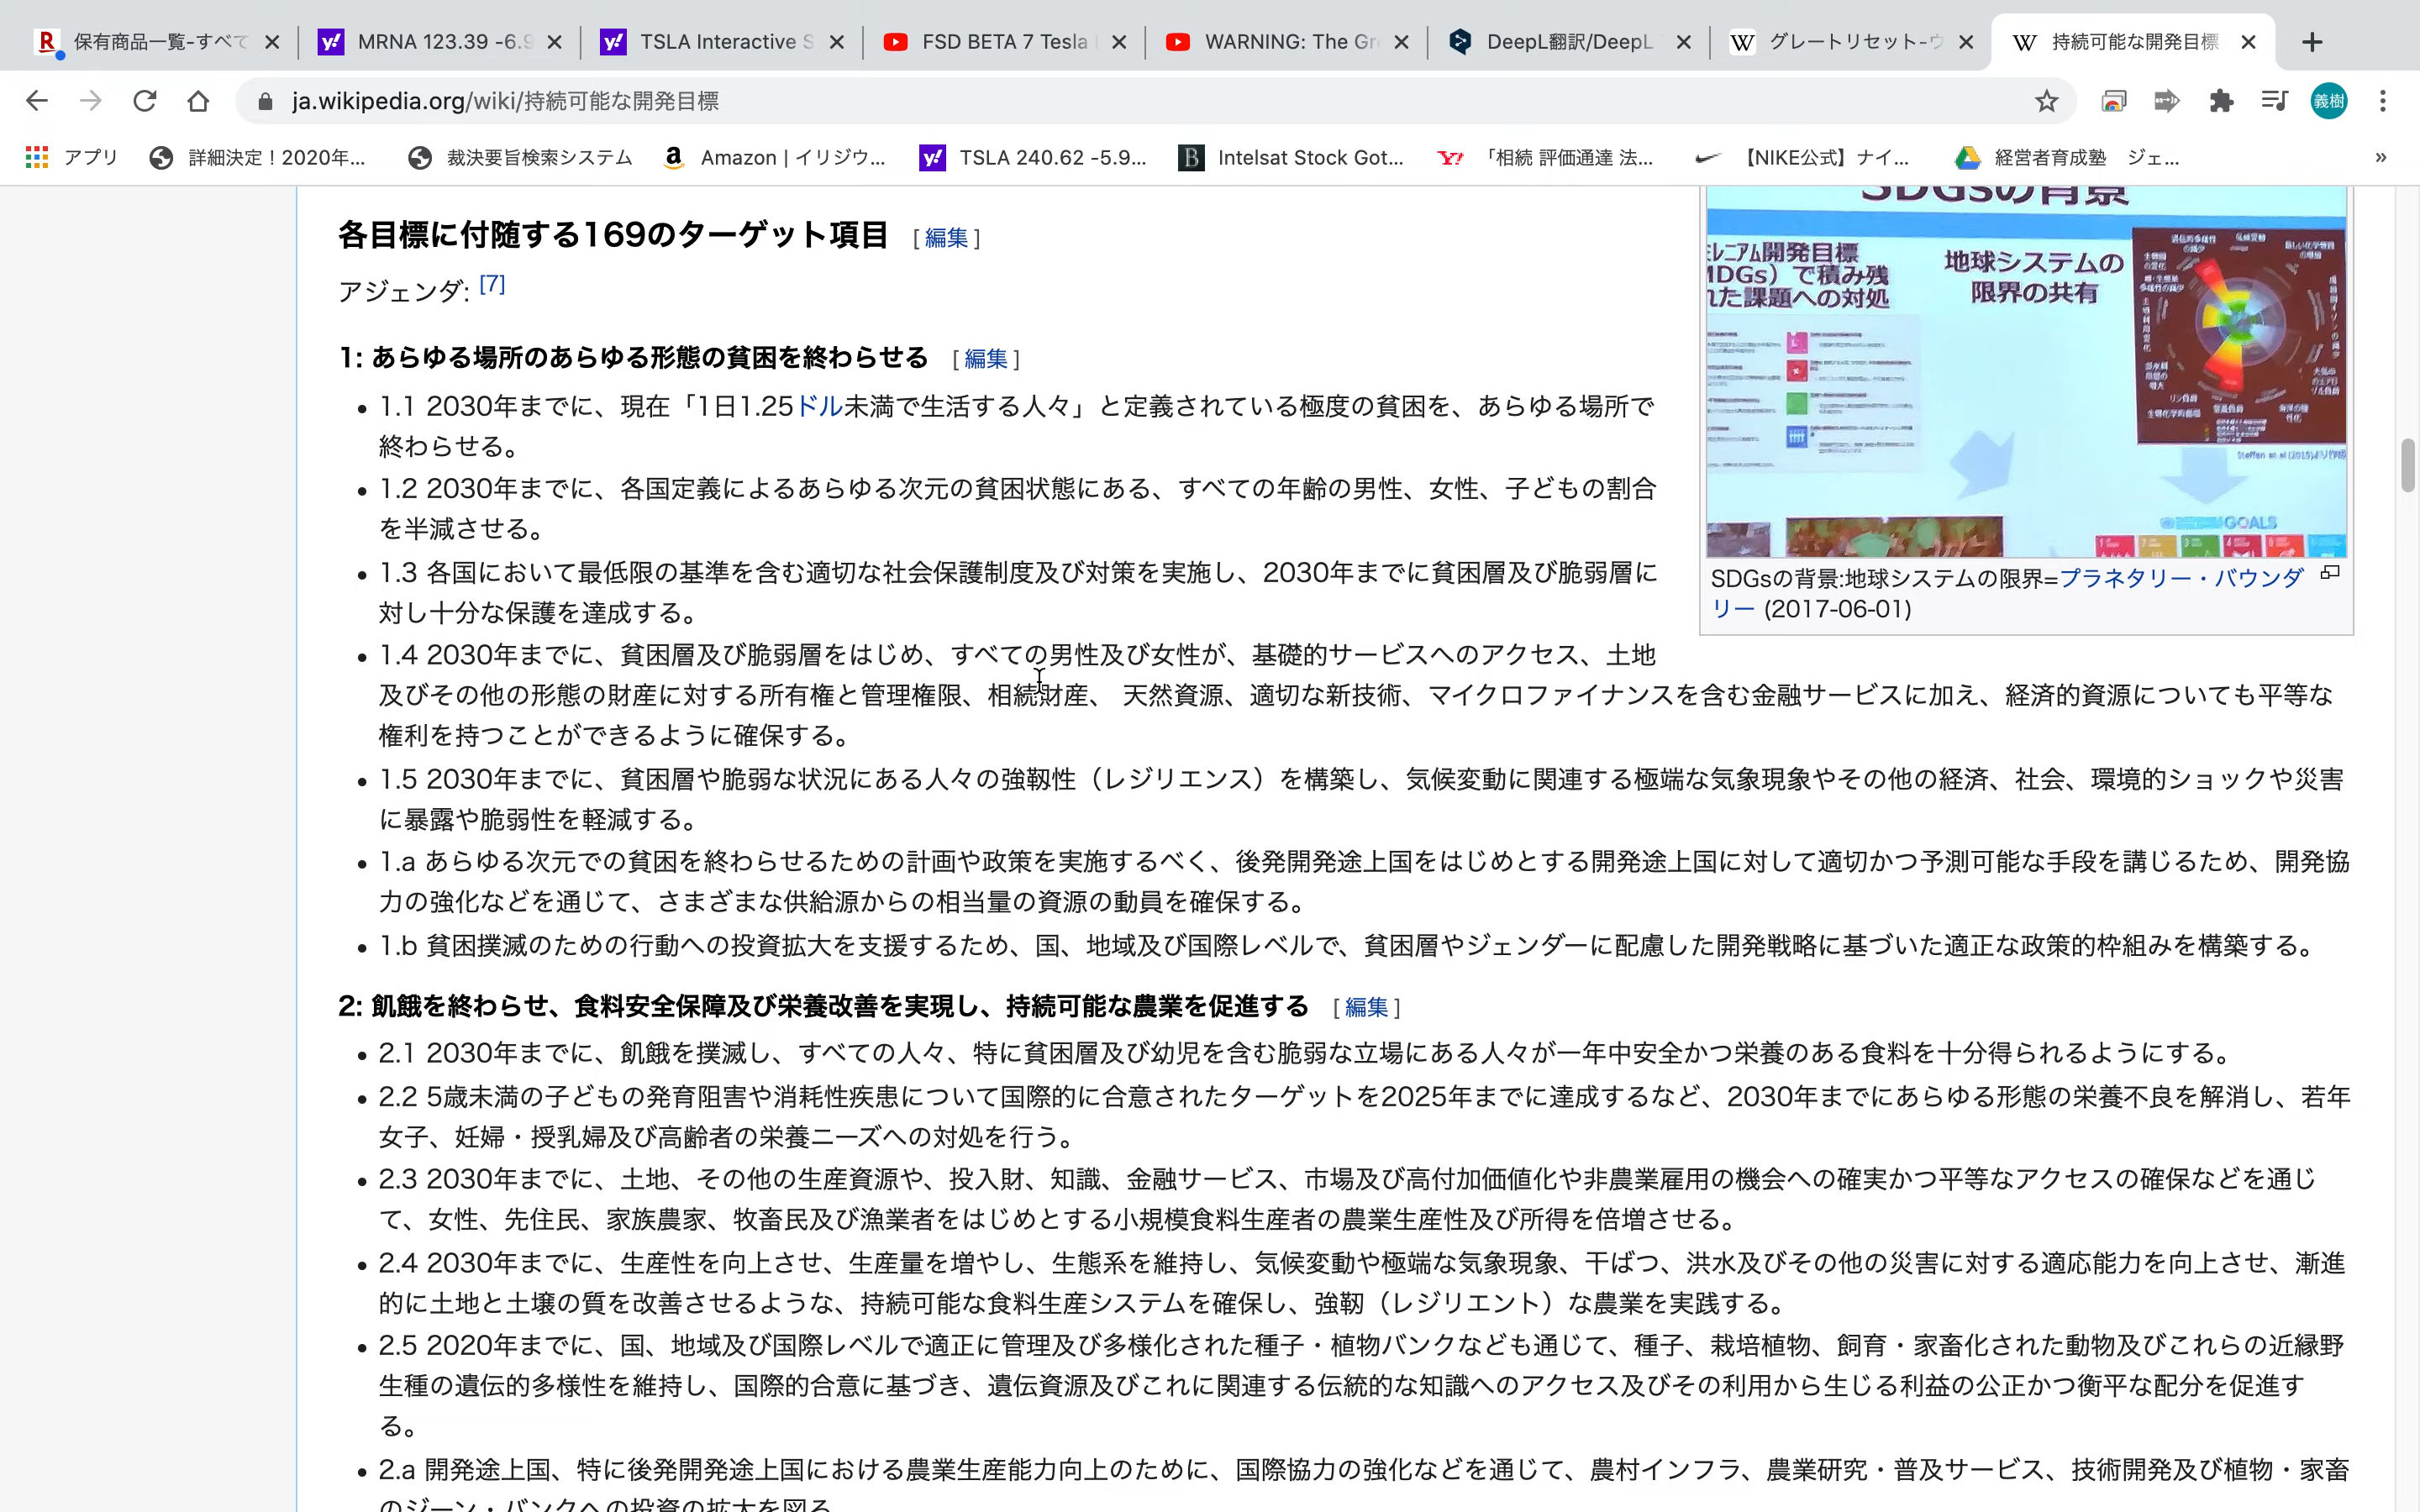 保有商品一覧-すべて
MRNA 123.39 -6.9
TSLA Interactive S
FSD BETA 7 Tesla
WARNING: The Gr
DeepL翻訳/DeepL
グレートリセット-ウ
持続可能な開発目標
ja.wikipedia.org/wiki/持続可能な開発目標
義樹
アプリ
詳細決定！2020年...
裁決要旨検索システム
Amazon | イリジウ...
TSLA 240.62 -5.9...
Intelsat Stock Got...
「相続 評価通達 法...
【NIKE公式】ナイ...
経営者育成塾 ジェ...
»
各目標に付随する169のターゲット項目 [編集]
アジェンダ: [7]
1: あらゆる場所のあらゆる形態の貧困を終わらせる [編集]
1.1 2030年までに、現在「1日1.25ドル未満で生活する人々」と定義されている極度の貧困を、あらゆる場所で
終わらせる。
1.2 2030年までに、各国定義によるあらゆる次元の貧困状態にある、すべての年齢の男性、女性、子どもの割合
を半減させる。
1.3 各国において最低限の基準を含む適切な社会保護制度及び対策を実施し、2030年までに貧困層及び脆弱層に
対し十分な保護を達成する。
1.4 2030年までに、貧困層及び脆弱層をはじめ、すべての男性及び女性が、基礎的サービスへのアクセス、土地
及びその他の形態の財産に対する所有権と管理権限、相続財産、 天然資源、適切な新技術、マイクロファイナンスを含む金融サービスに加え、経済的資源についても平等な
権利を持つことができるように確保する。
1.5 2030年までに、貧困層や脆弱な状況にある人々の強靱性（レジリエンス）を構築し、気候変動に関連する極端な気象現象やその他の経済、社会、環境的ショックや災害
に暴露や脆弱性を軽減する。
1.a あらゆる次元での貧困を終わらせるための計画や政策を実施するべく、後発開発途上国をはじめとする開発途上国に対して適切かつ予測可能な手段を講じるため、開発協
力の強化などを通じて、さまざまな供給源からの相当量の資源の動員を確保する。
1.b 貧困撲滅のための行動への投資拡大を支援するため、国、地域及び国際レベルで、貧困層やジェンダーに配慮した開発戦略に基づいた適正な政策的枠組みを構築する。
2: 飢餓を終わらせ、食料安全保障及び栄養改善を実現し、持続可能な農業を促進する [編集]
2.1 2030年までに、飢餓を撲滅し、すべての人々、特に貧困層及び幼児を含む脆弱な立場にある人々が一年中安全かつ栄養のある食料を十分得られるようにする。
2.2 5歳未満の子どもの発育阻害や消耗性疾患について国際的に合意されたターゲットを2025年までに達成するなど、2030年までにあらゆる形態の栄養不良を解消し、若年
女子、妊婦・授乳婦及び高齢者の栄養ニーズへの対処を行う。
2.3 2030年までに、土地、その他の生産資源や、投入財、知識、金融サービス、市場及び高付加価値化や非農業雇用の機会への確実かつ平等なアクセスの確保などを通じ
て、女性、先住民、家族農家、牧畜民及び漁業者をはじめとする小規模食料生産者の農業生産性及び所得を倍増させる。
2.4 2030年までに、生産性を向上させ、生産量を増やし、生態系を維持し、気候変動や極端な気象現象、干ばつ、洪水及びその他の災害に対する適応能力を向上させ、漸進
的に土地と土壌の質を改善させるような、持続可能な食料生産システムを確保し、強靭（レジリエント）な農業を実践する。
2.5 2020年までに、国、地域及び国際レベルで適正に管理及び多様化された種子・植物バンクなども通じて、種子、栽培植物、飼育・家畜化された動物及びこれらの近縁野
生種の遺伝的多様性を維持し、国際的合意に基づき、遺伝資源及びこれに関連する伝統的な知識へのアクセス及びその利用から生じる利益の公正かつ衡平な配分を促進す
る。
2.a 開発途上国、特に後発開発途上国における農業生産能力向上のために、国際協力の強化などを通じて、農村インフラ、農業研究・普及サービス、技術開発及び植物・家畜
のジーン・バンクへの投資の拡大を図る
SDGsの背景
ミレニアム開発目標
MDGs）で積み残
れた課題への対処
地球システムの
限界の共有
Steffen et al (2015)より作成
GOALS
SDGsの背景:地球システムの限界=プラネタリー・バウンダ
リー (2017-06-01)